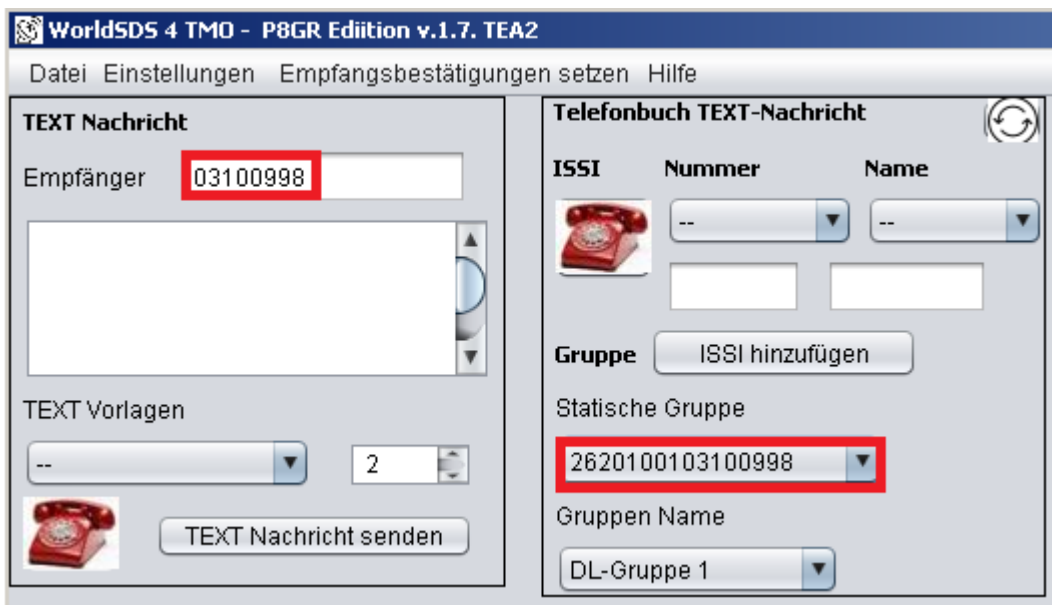 WorldSDS 4 TMO - P8GR Ediition v.1.7. TEA2
Datei Einstellungen Empfangsbestätigungen setzen Hilfe
TEXT Nachricht
Empfänger 03100998
TEXT Vorlagen
-- 2
TEXT Nachricht senden
Telefonbuch TEXT-Nachricht
ISSI Nummer Name
-- --
Gruppe ISSI hinzufügen
Statische Gruppe
2620100103100998
Gruppen Name
DL-Gruppe 1